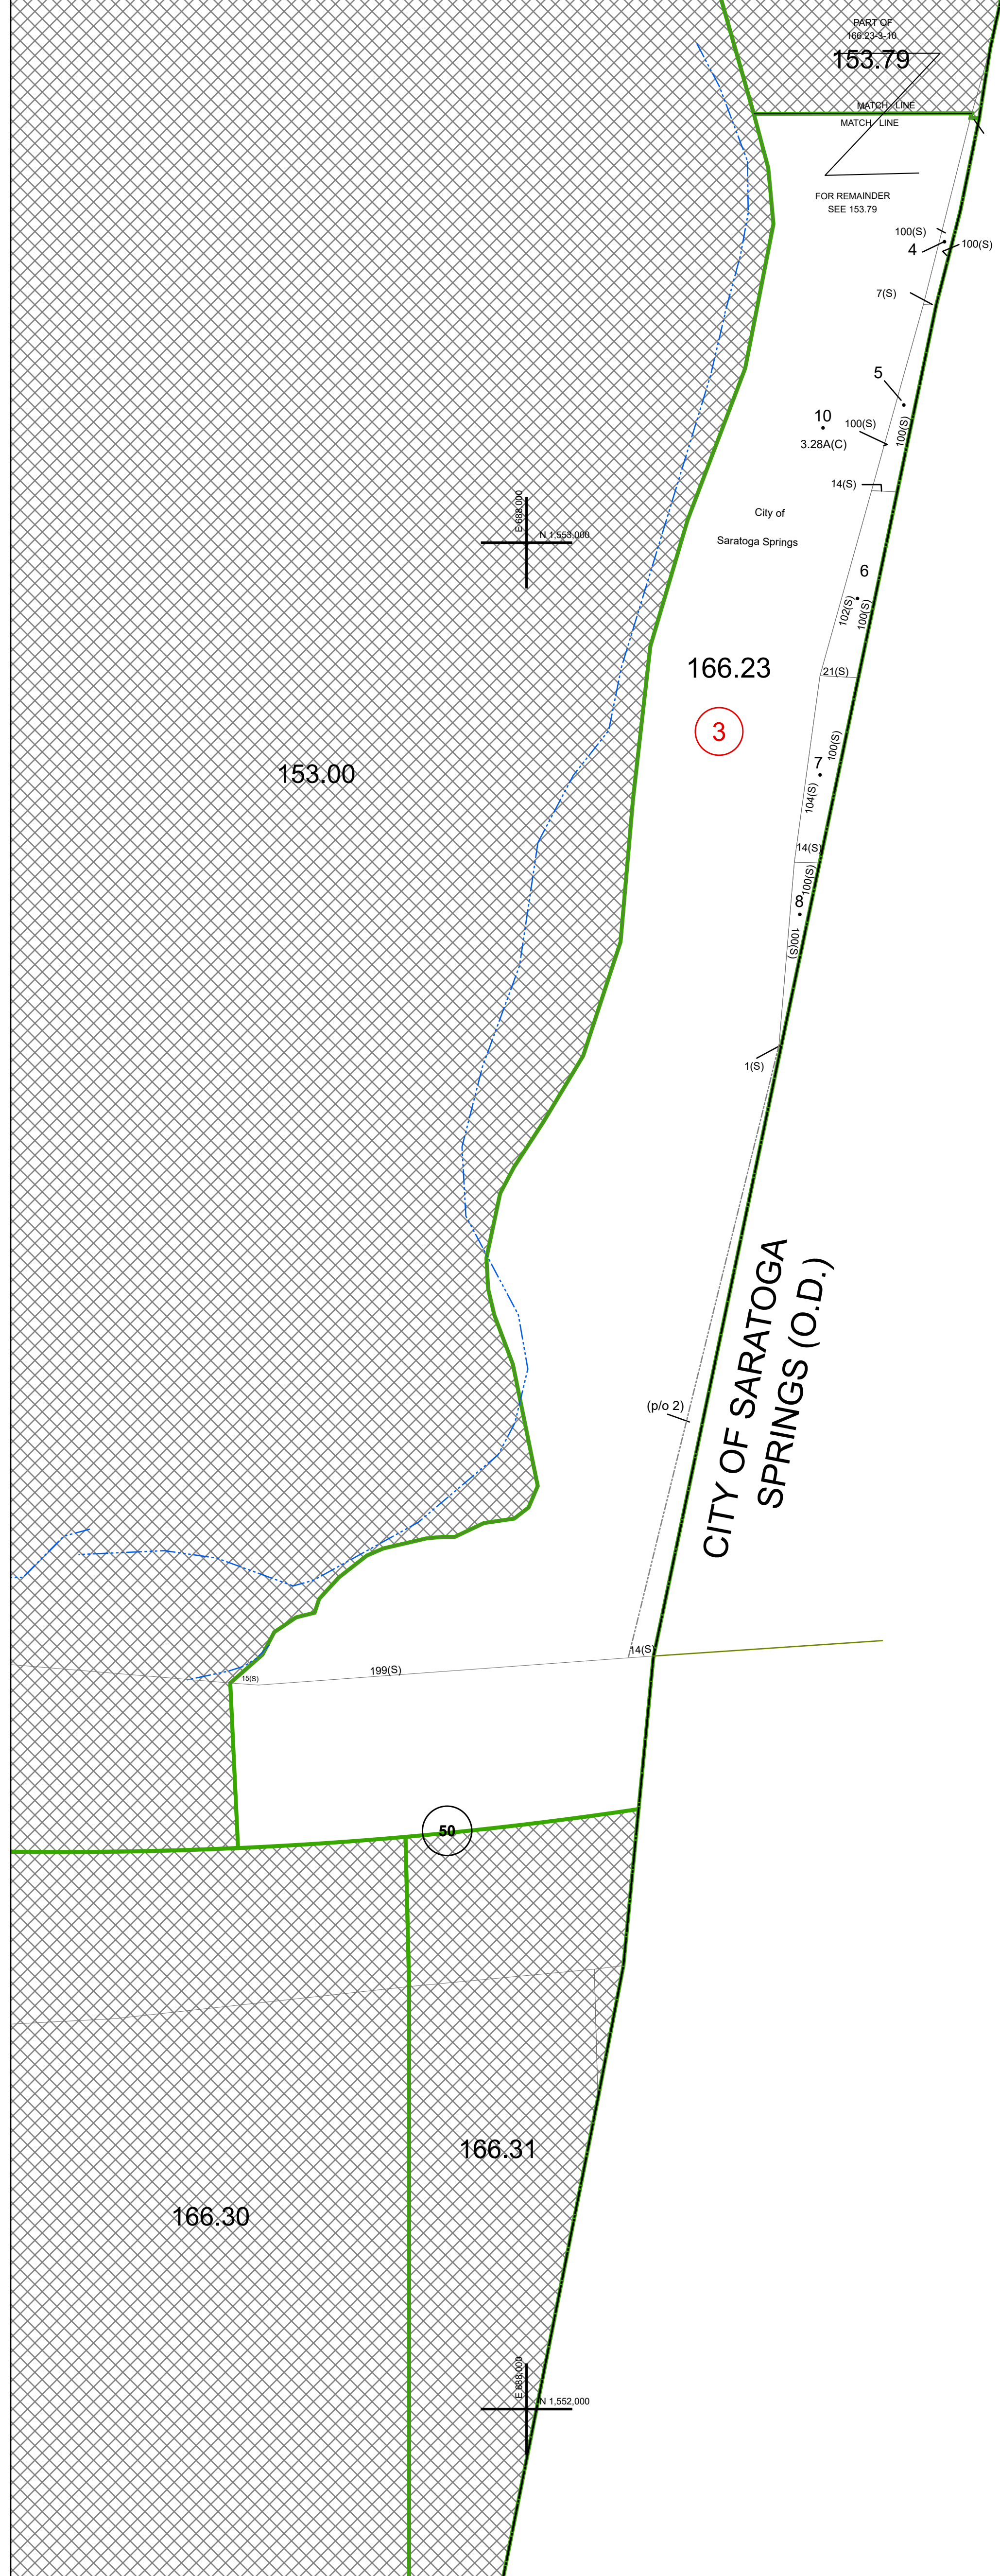 PART OF
166.23-3-10
153.79
MATCH LINE
MATCH LINE
FOR REMAINDER
SEE 153.79
100(S)
4
100(S)
7(S)
5
10
100(S)
100(S)
3.28A(C)
14(S)
E 688,000
N 1,553,000
City of
Saratoga Springs
6
102(S)
100(S)
166.23
21(S)
3
100(S)
7
153.00
104(S)
14(S)
100(S)
8
100(S)
1(S)
CITY OF SARATOGA
SPRINGS (O.D.)
(p/o 2)
14(S)
199(S)
15(S)
50
166.31
166.30
E 688,000
N 1,552,000